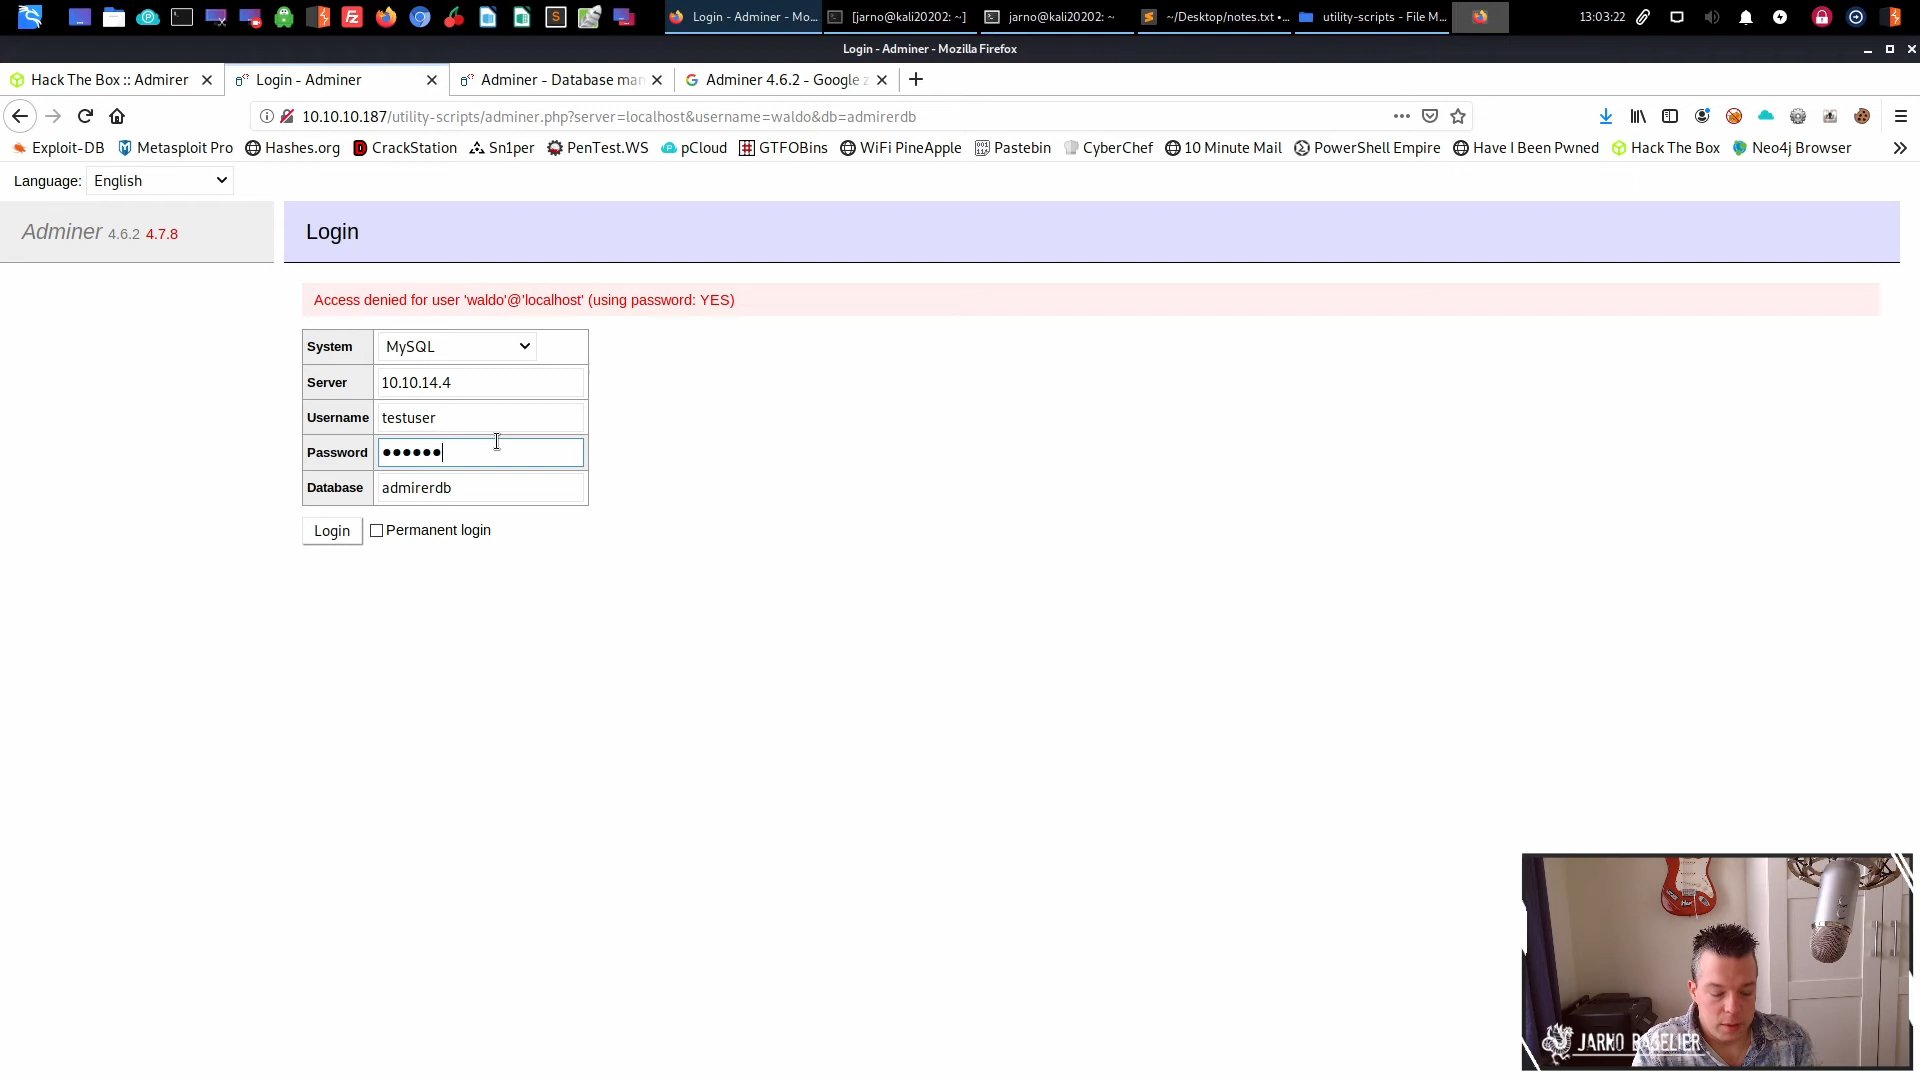 Login - Adminer - Mo...
[jarno@kali20202: ~]
jarno@kali20202: ~
~/Desktop/notes.txt •...
utility-scripts - File M...
13:03:22
Login - Adminer - Mozilla Firefox
Hack The Box :: Admirer
Login - Adminer
Adminer - Database man
Adminer 4.6.2 - Google z
10.10.10.187/utility-scripts/adminer.php?server=localhost&username=waldo&db=admirerdb
Exploit-DB
Metasploit Pro
Hashes.org
CrackStation
Sn1per
PenTest.WS
pCloud
GTFOBins
WiFi PineApple
Pastebin
CyberChef
10 Minute Mail
PowerShell Empire
Have I Been Pwned
Hack The Box
Neo4j Browser
Language: English
Adminer 4.6.2 4.7.8
Login
Access denied for user 'waldo'@'localhost' (using password: YES)
System MySQL
Server 10.10.14.4
Username testuser
Password ●●●●●●
Database admirerdb
Login Permanent login
JARNO BAGELIER